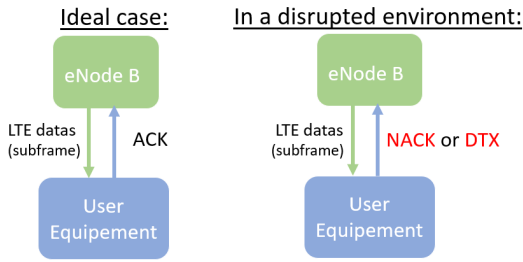 Ideal case:
eNode B
LTE datas
(subframe)
ACK
User
Equipement
In a disrupted environment:
eNode B
LTE datas
(subframe)
NACK or DTX
User
Equipement